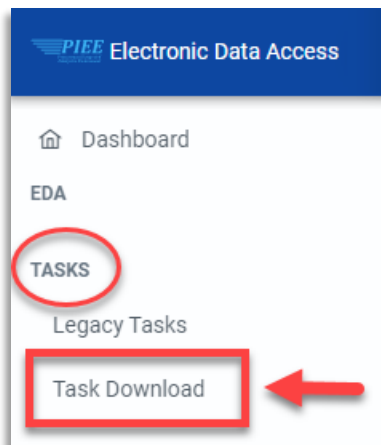 PIEE Electronic Data Access
Dashboard
EDA
TASKS
Legacy Tasks
Task Download